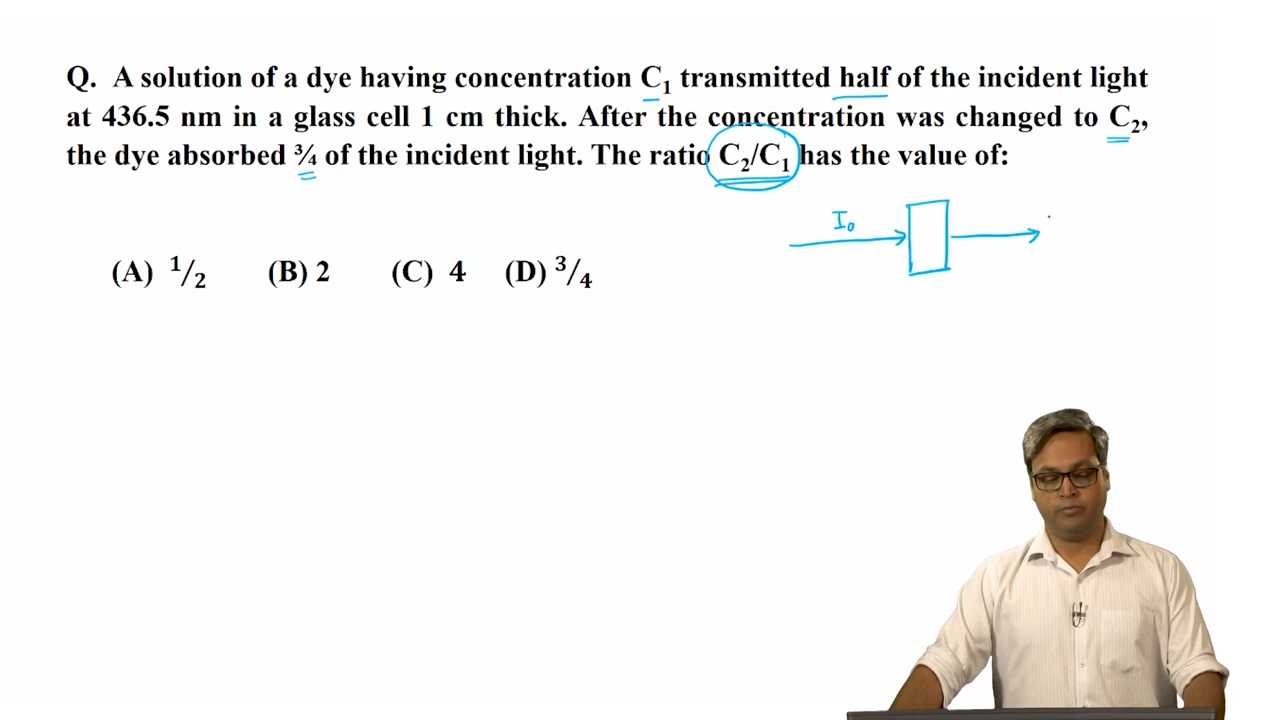 Q. A solution of a dye having concentration C₁ transmitted half of the incident light
at 436.5 nm in a glass cell 1 cm thick. After the concentration was changed to C₂,
the dye absorbed ¾ of the incident light. The ratio C₂/C₁ has the value of:
I₀
(A) 1/2 (B) 2 (C) 4 (D) 3/4